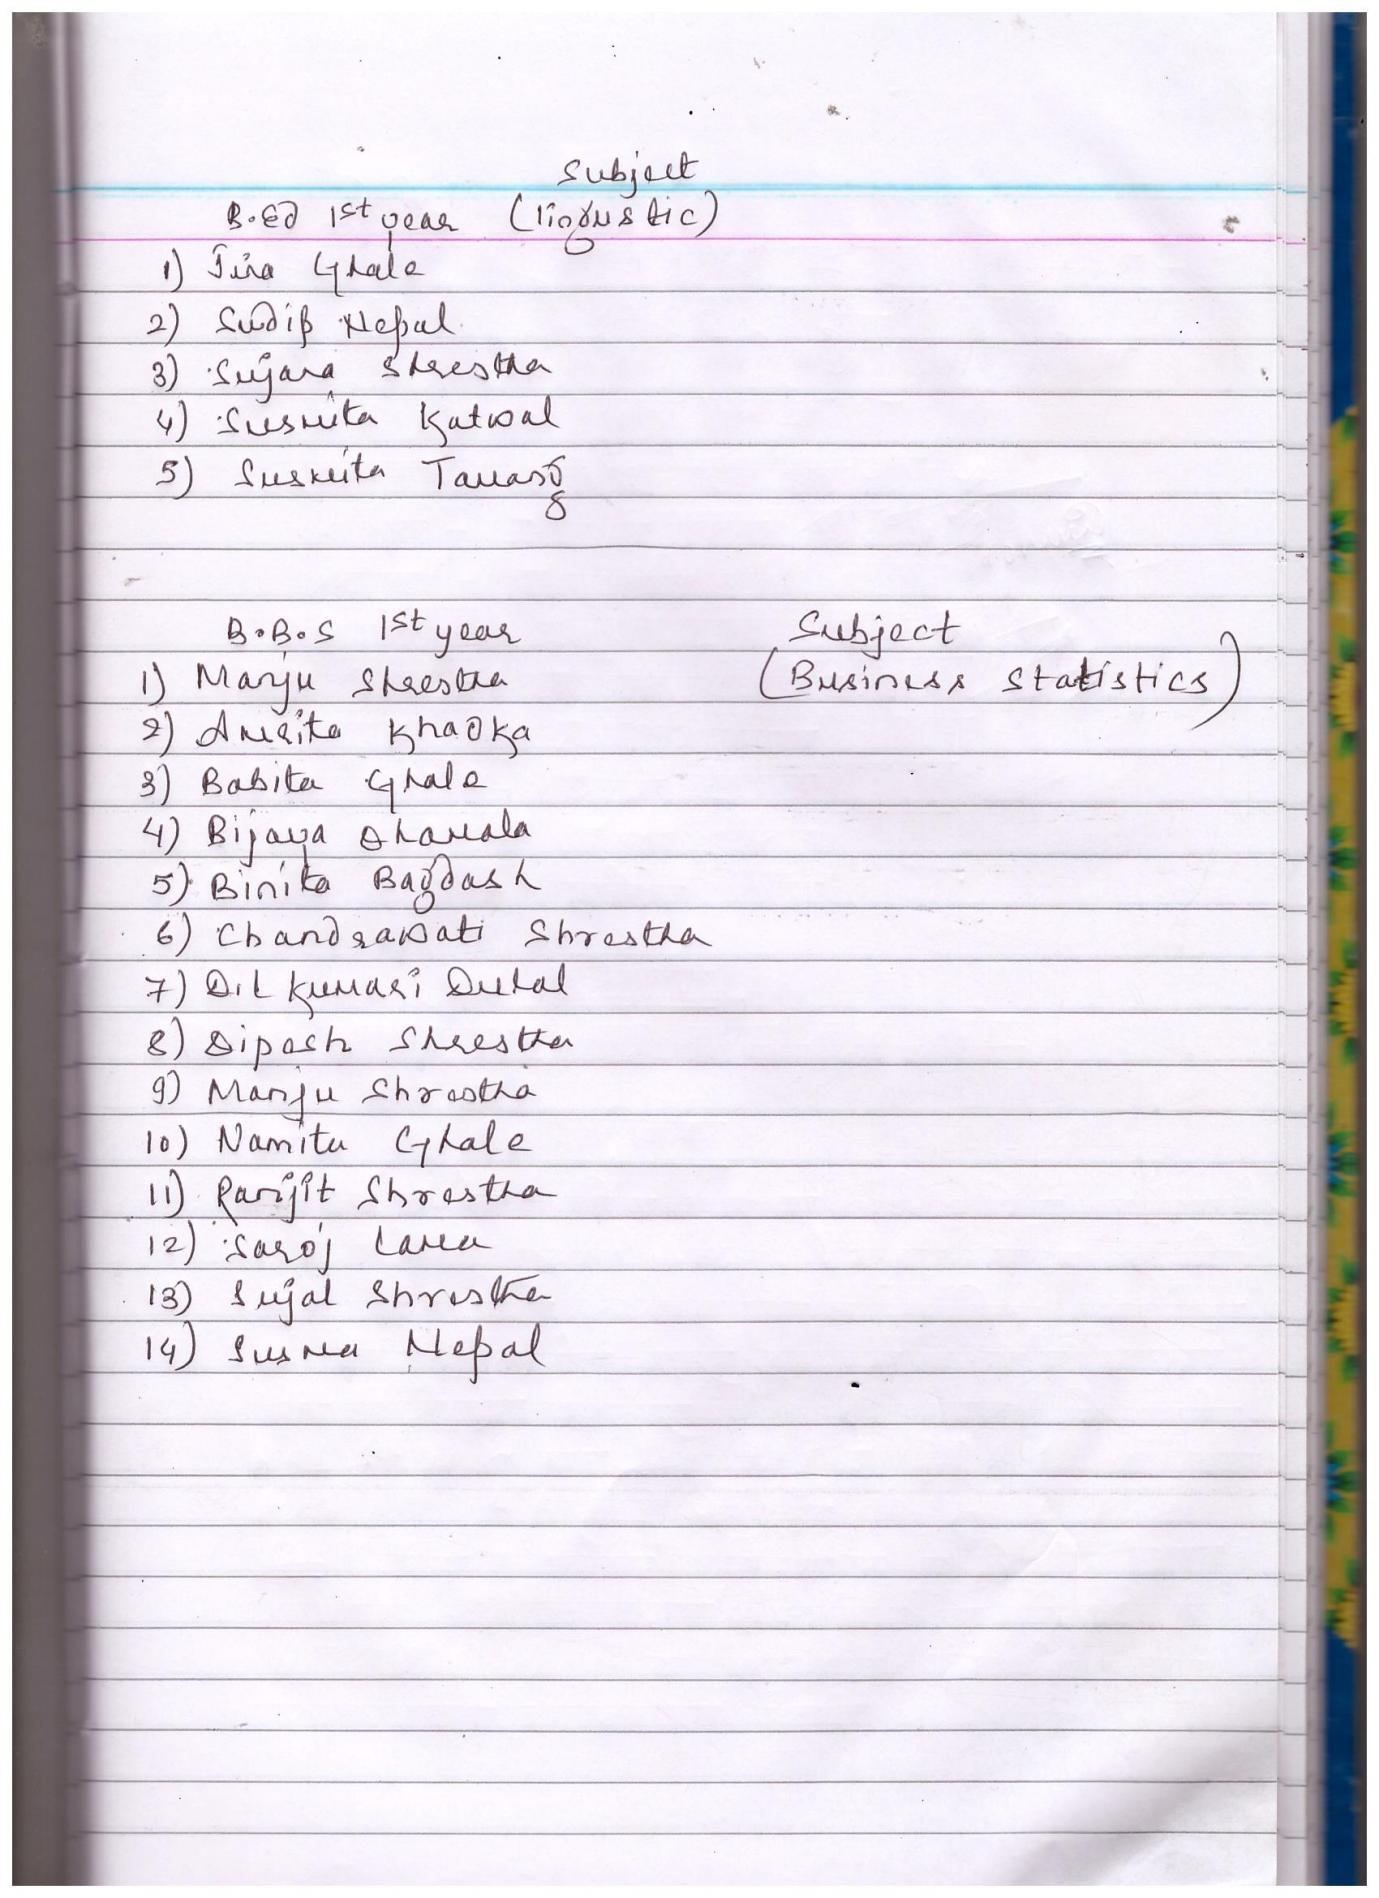 Subject
B.Ed 1st year (lingustic)
1) Jina Ghale
2) Sudip Nepal
3) Sujana Shrestha
4) Susmita Katwal
5) Susmita Tamang
B.B.S 1st year Subject
1) Manju Shrestha (Business Statistics)
2) Amrita Khadka
3) Babita Ghale
4) Bijaya Dhamala
5) Binita Bagdash
6) Chandrawati Shrestha
7) Dil Kumari Dulal
8) Dipesh Shrestha
9) Manju Shrestha
10) Namita Ghale
11) Ranjit Shrestha
12) Saroj Lama
13) Sujal Shrestha
14) Susma Nepal